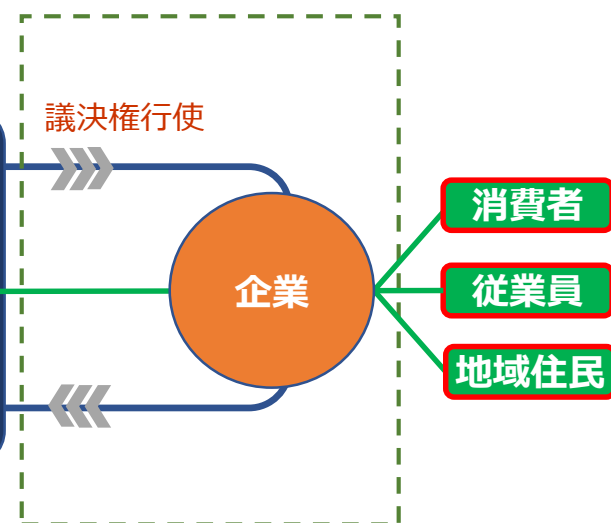 議決権行使
企業
消費者
従業員
地域住民